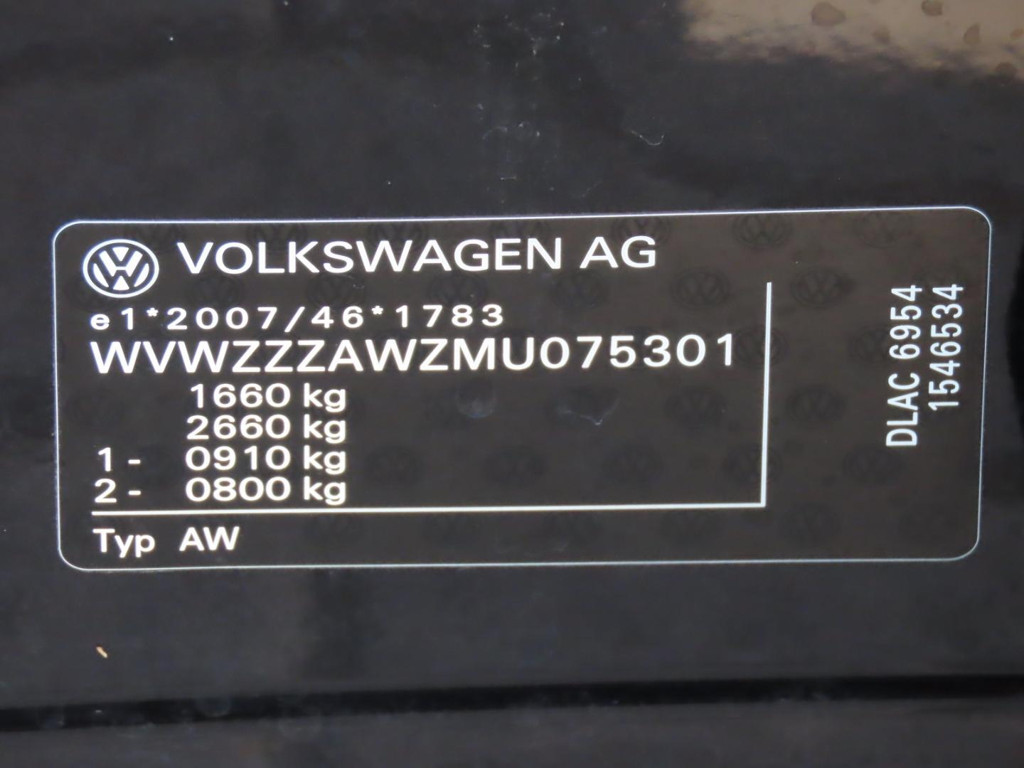 VOLKSWAGEN AG
e1*2007/46*1783
WVWZZZAWZMU075301
1660 kg
2660 kg
1- 0910 kg
2- 0800 kg
Typ AW
DLAC 6954
1546534